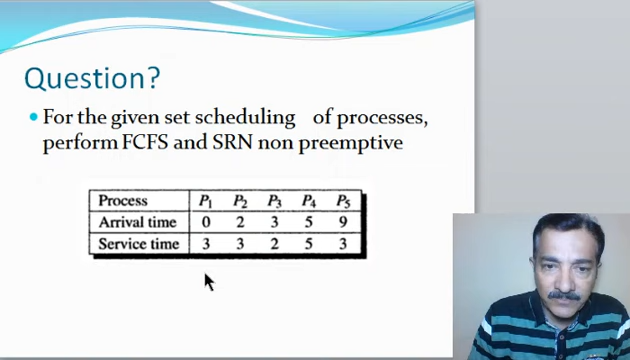 Question?
For the given set scheduling of processes,
perform FCFS and SRN non preemptive
Process P1 P2 P3 P4 P5
Arrival time 0 2 3 5 9
Service time 3 3 2 5 3